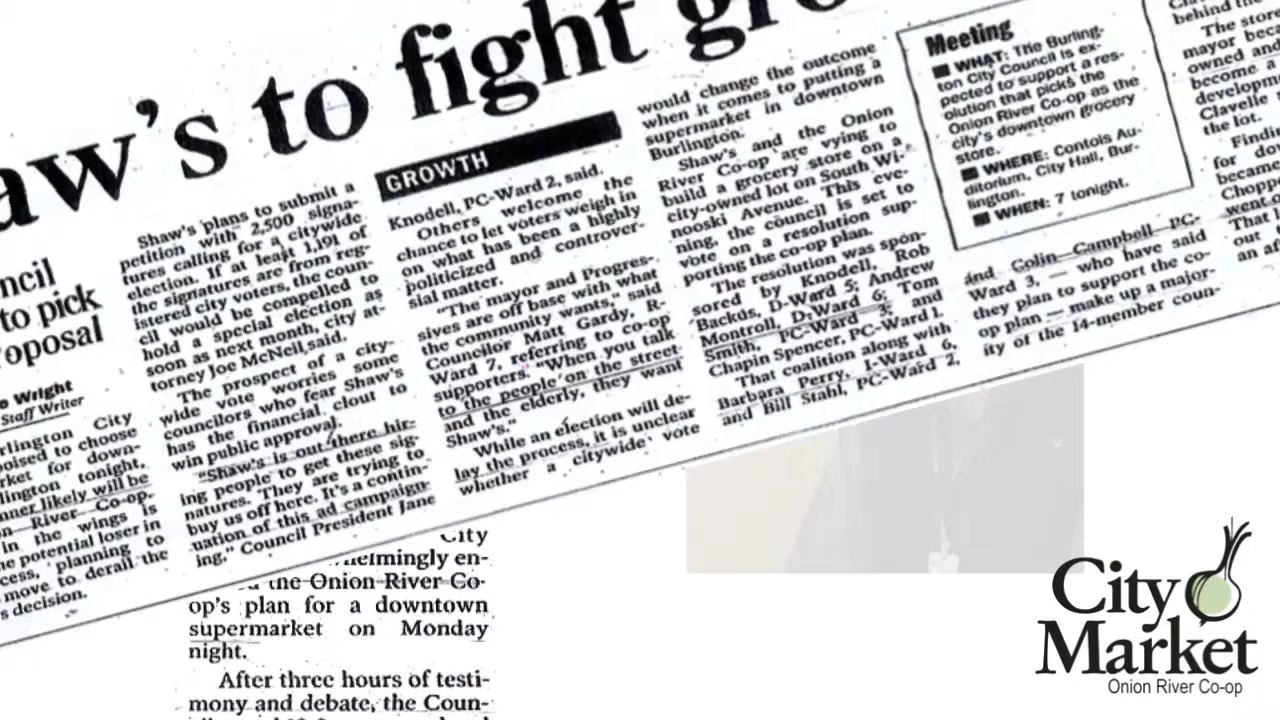 aw's to fight gro
ncil
to pick
oposal
Wright
Staff Writer
rlington City
poised to choose
rket for down-
lington tonight,
nner likely will be
n River Co-op.
in the wings is
he potential loser in
cess, planning to
move to derail the
s decision.
Shaw's plans to submit a
petition with 2,500 signa-
tures calling for a citywide
election. If at least 1,191 of
the signatures are from reg-
istered city voters, the coun-
cil would be compelled to
hold a special election as
soon as next month, city at-
torney Joe McNeil said.
The prospect of a city-
wide vote worries some
councilors who fear Shaw's
has the financial clout to
win public approval.
"Shaw's is out there hir-
ing people to get these sig-
natures. They are trying to
buy us off here. It's a contin-
uation of this ad campaign-
ing," Council President Jane
GROWTH
Knodell, PC-Ward 2, said.
Others welcome the
chance to let voters weigh in
on what has been a highly
politicized and controver-
sial matter.
"The mayor and Progres-
sives are off base with what
the community wants," said
Councilor Matt Gardy, R-
Ward 7, referring to co-op
supporters. "When you talk
to the people on the street
and the elderly, they want
Shaw's."
While an election will de-
lay the process, it is unclear
whether a citywide vote
would change the outcome
when it comes to putting a
supermarket in downtown
Burlington.
Shaw's and the Onion
River Co-op are vying to
build a grocery store on a
city-owned lot on South Wi-
nooski Avenue. This eve-
ning, the council is set to
vote on a resolution sup-
porting the co-op plan.
The resolution was spon-
sored by Knodell, Rob
Backus, D-Ward 5; Andrew
Montroll, D-Ward 6; Tom
Smith, PC-Ward 3; and
Chapin Spencer, PC-Ward 1.
That coalition along with
Barbara Perry, I-Ward 6,
and Bill Stahl, PC-Ward 2,
Meeting
WHAT: The Burling-
ton City Council is ex-
pected to support a res-
olution that picks the
Onion River Co-op as the
city's downtown grocery
store.
WHERE: Contois Au-
ditorium, City Hall, Bur-
lington.
WHEN: 7 tonight.
and Colin Campbell PC-
Ward 3, — who have said
they plan to support the co-
op plan — make up a major-
ity of the 14-member coun-
behind the
The store
mayor beca
owned and
become a
developm
Clavelle
the lot.
Findi
for do
became
Chopp
went
That
out
an af
City
helmingly en-
the Onion River Co-
op's plan for a downtown
supermarket on Monday
night.
After three hours of testi-
mony and debate, the Coun-
City
Market
Onion River Co-op